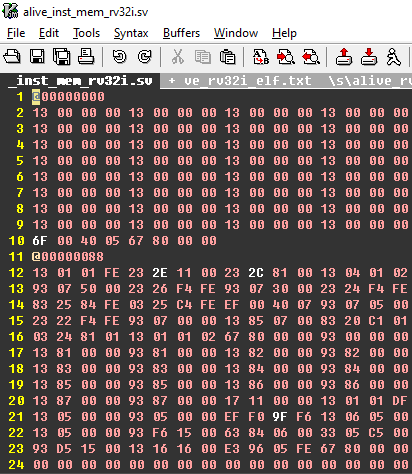 alive_inst_mem_rv32i.sv
File Edit Tools Syntax Buffers Window Help
_inst_mem_rv32i.sv + ve_rv32i_elf.txt \s\alive_rv
1 @00000000
2 13 00 00 00 13 00 00 00 13 00 00 00 13 00 00 00
3 13 00 00 00 13 00 00 00 13 00 00 00 13 00 00 00
4 13 00 00 00 13 00 00 00 13 00 00 00 13 00 00 00
5 13 00 00 00 13 00 00 00 13 00 00 00 13 00 00 00
6 13 00 00 00 13 00 00 00 13 00 00 00 13 00 00 00
7 13 00 00 00 13 00 00 00 13 00 00 00 13 00 00 00
8 13 00 00 00 13 00 00 00 13 00 00 00 13 00 00 00
9 13 00 00 00 13 00 00 00 13 00 00 00 13 00 00 00
10 6F 00 40 05 67 80 00 00
11 @00000088
12 13 01 01 FE 23 2E 11 00 23 2C 81 00 13 04 01 02
13 93 07 50 00 23 26 F4 FE 93 07 30 00 23 24 F4 FE
14 83 25 84 FE 03 25 C4 FE EF 00 40 07 93 07 05 00
15 23 22 F4 FE 93 07 00 00 13 85 07 00 83 20 C1 01
16 03 24 81 01 13 01 01 02 67 80 00 00 93 00 00 00
17 13 81 00 00 93 81 00 00 13 82 00 00 93 82 00 00
18 13 83 00 00 93 83 00 00 13 84 00 00 93 84 00 00
19 13 85 00 00 93 85 00 00 13 86 00 00 93 86 00 00
20 13 87 00 00 93 87 00 00 17 11 00 00 13 01 01 DF
21 13 05 00 00 93 05 00 00 EF F0 9F F6 13 06 05 00
22 13 05 00 00 93 F6 15 00 63 84 06 00 33 05 C5 00
23 93 D5 15 00 13 16 16 00 E3 96 05 FE 67 80 00 00
24 00 00 00 00 00 00 00 00 00 00 00 00 00 00 00 00